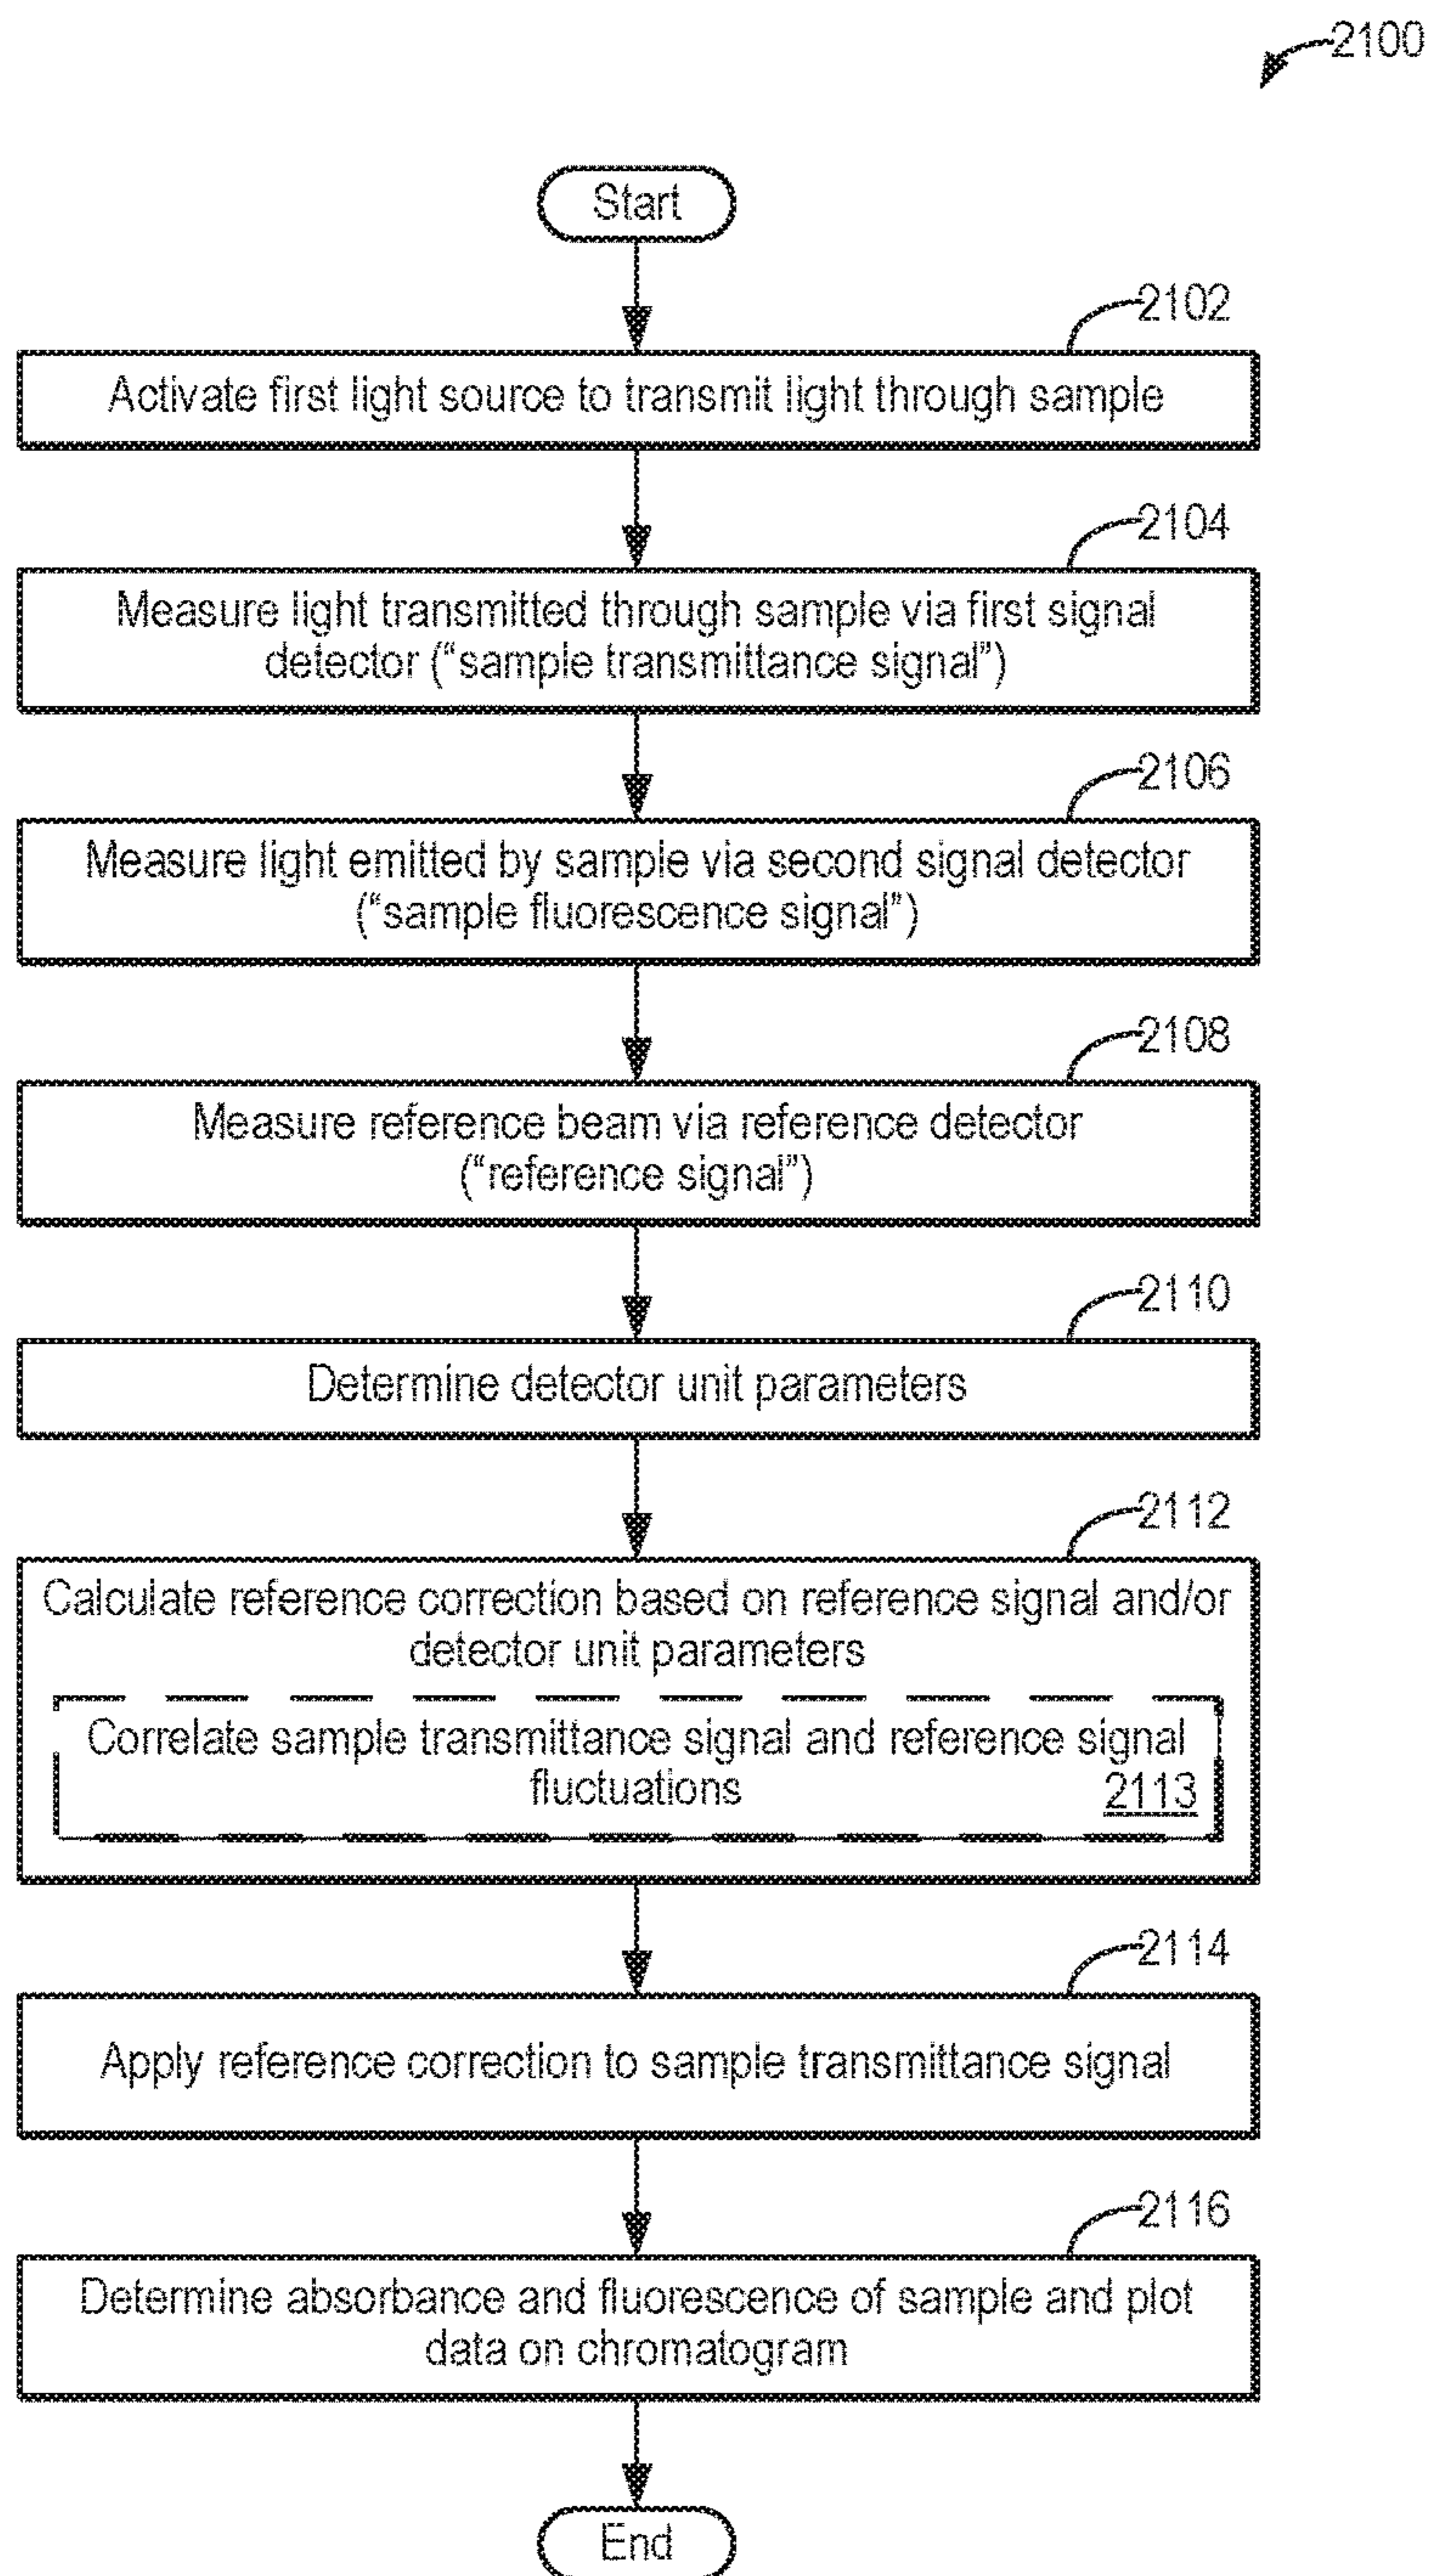 2100
Start
2102
Activate first light source to transmit light through sample
2104
Measure light transmitted through sample via first signal
detector (“sample transmittance signal”)
2106
Measure light emitted by sample via second signal detector
(“sample fluorescence signal”)
2108
Measure reference beam via reference detector
(“reference signal”)
2110
Determine detector unit parameters
2112
Calculate reference correction based on reference signal and/or
detector unit parameters
Correlate sample transmittance signal and reference signal
fluctuations
2113
2114
Apply reference correction to sample transmittance signal
2116
Determine absorbance and fluorescence of sample and plot
data on chromatogram
End